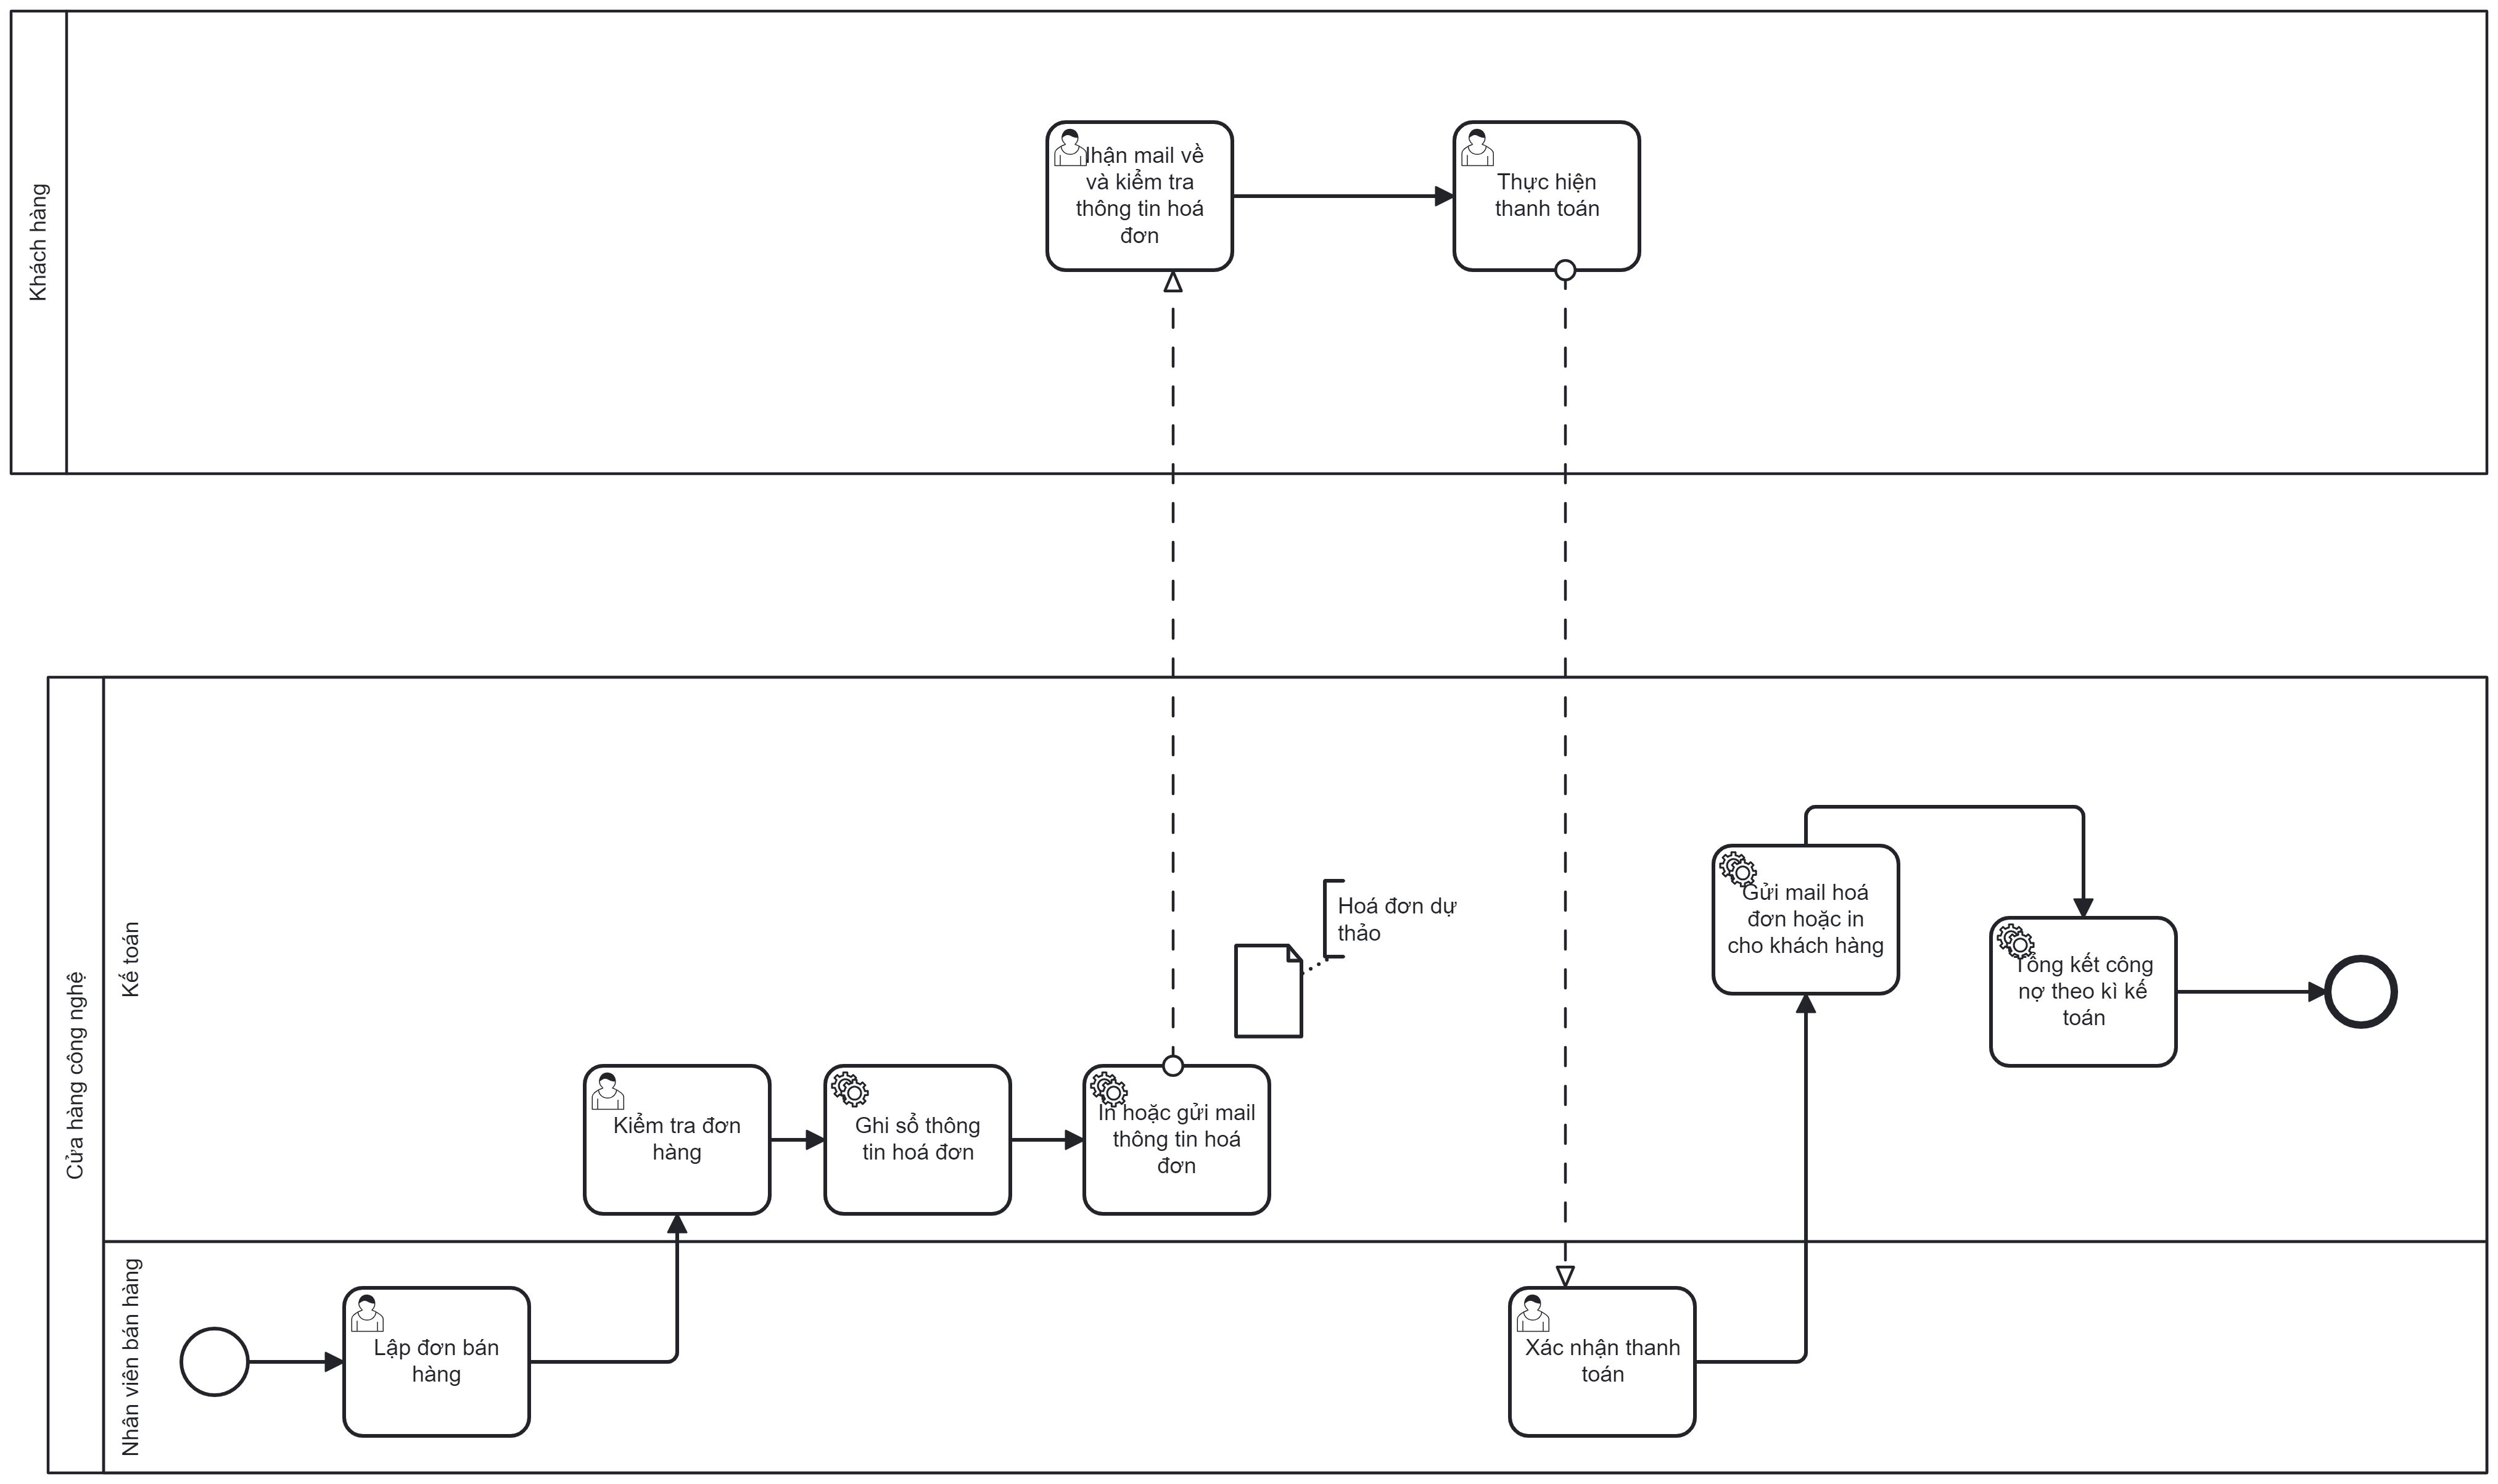 Khách hàng
mail về
và kiểm tra
thông tin hoá
đơn
Thực hiện
thanh toán
Cửa hàng công nghệ
Kế toán
Kiểm tra đơn
hàng
Ghi sổ thông
tin hoá đơn
In hoặc gửi mail
thông tin hoá
đơn
Hoá đơn dự
thảo
Gửi mail hoá
đơn hoặc in
cho khách hàng
Tổng kết công
nợ theo kì kế
toán
Nhân viên bán hàng
Lập đơn bán
hàng
Xác nhận thanh
toán